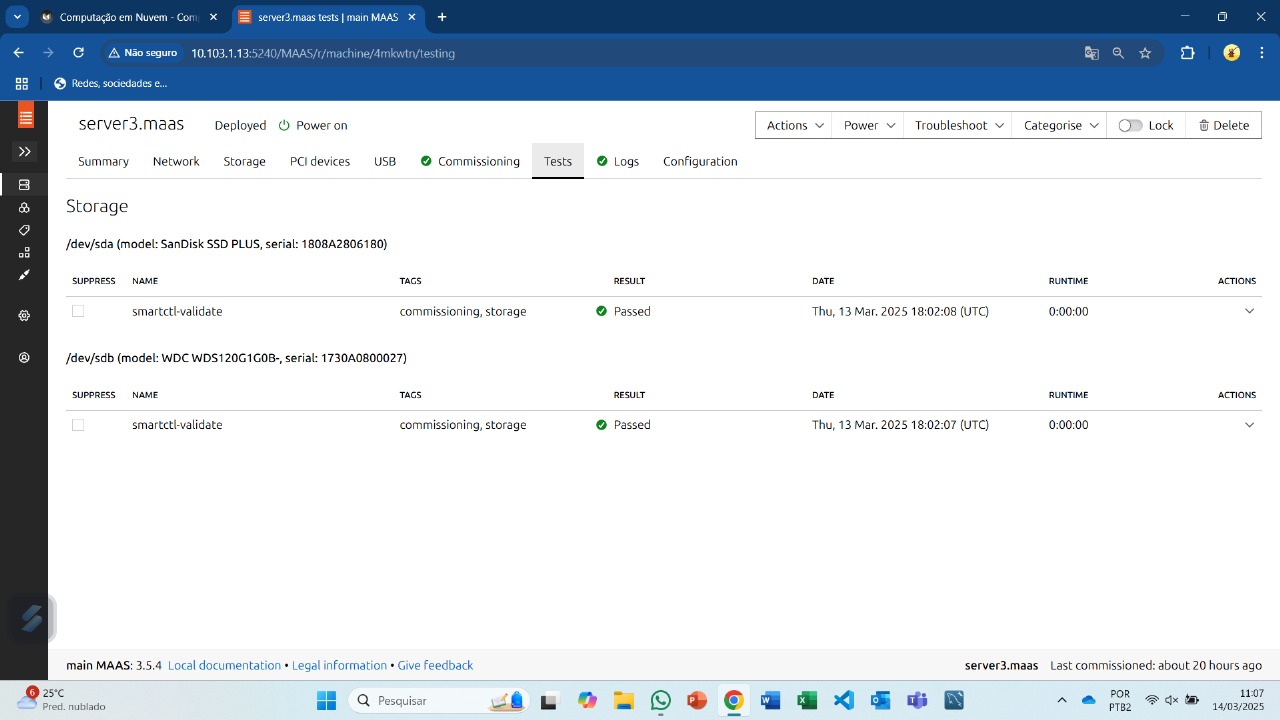 Computação em Nuvem - Com
server3.maas tests | main MAAS
Não seguro
10.103.1.13:5240/MAAS/r/machine/4mkwtn/testing
Redes, sociedades e...
server3.maas
Deployed
Power on
Actions
Power
Troubleshoot
Categorise
Lock
Delete
Summary
Network
Storage
PCI devices
USB
Commissioning
Tests
Logs
Configuration
Storage
/dev/sda (model: SanDisk SSD PLUS, serial: 1808A2806180)
SUPPRESS NAME TAGS RESULT DATE RUNTIME ACTIONS
smartctl-validate commissioning, storage Passed Thu, 13 Mar. 2025 18:02:08 (UTC) 0:00:00
/dev/sdb (model: WDC WDS120G1G0B-, serial: 1730A0800027)
SUPPRESS NAME TAGS RESULT DATE RUNTIME ACTIONS
smartctl-validate commissioning, storage Passed Thu, 13 Mar. 2025 18:02:07 (UTC) 0:00:00
main MAAS: 3.5.4 Local documentation • Legal information • Give feedback
server3.maas Last commissioned: about 20 hours ago
6
25°C
Pred. nublado
Pesquisar
POR
PTB2
11:07
14/03/2025